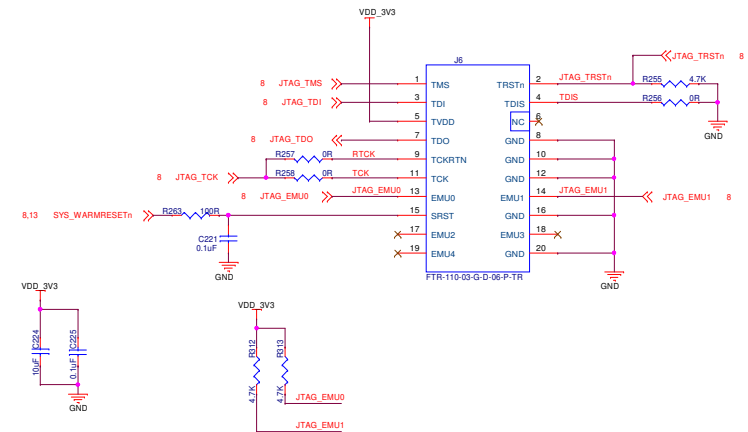 VDD_3V3
J6
8 JTAG_TMS 1 TMS TRSTn 2 JTAG_TRSTn R255 4.7K JTAG_TRSTn 8
8 JTAG_TDI 3 TDI TDIS 4 TDIS R256 0R
5 TVDD NC 6 GND
8 JTAG_TDO 7 TDO GND 8
R257 0R RTCK 9 TCKRTN GND 10
8 JTAG_TCK R258 0R TCK 11 TCK GND 12
8 JTAG_EMU0 JTAG_EMU0 13 EMU0 EMU1 14 JTAG_EMU1 JTAG_EMU1 8
8,13 SYS_WARMRESETn R263 100R 15 SRST GND 16
17 EMU2 EMU3 18
C221
0.1uF
19 EMU4 GND 20
GND
FTR-110-03-G-D-06-P-TR
GND
VDD_3V3
C224
10uF
C225
0.1uF
GND
VDD_3V3
R312
4.7K
R313
4.7K
JTAG_EMU0
JTAG_EMU1